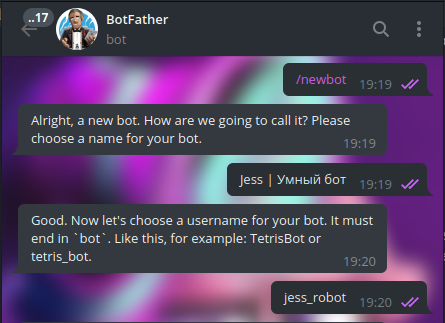 ..17
BotFather
bot
/newbot
19:19
Alright, a new bot. How are we going to call it? Please
choose a name for your bot.
19:19
Jess | Умный бот
19:19
Good. Now let's choose a username for your bot. It must
end in `bot`. Like this, for example: TetrisBot or
tetris_bot.
19:20
jess_robot
19:20